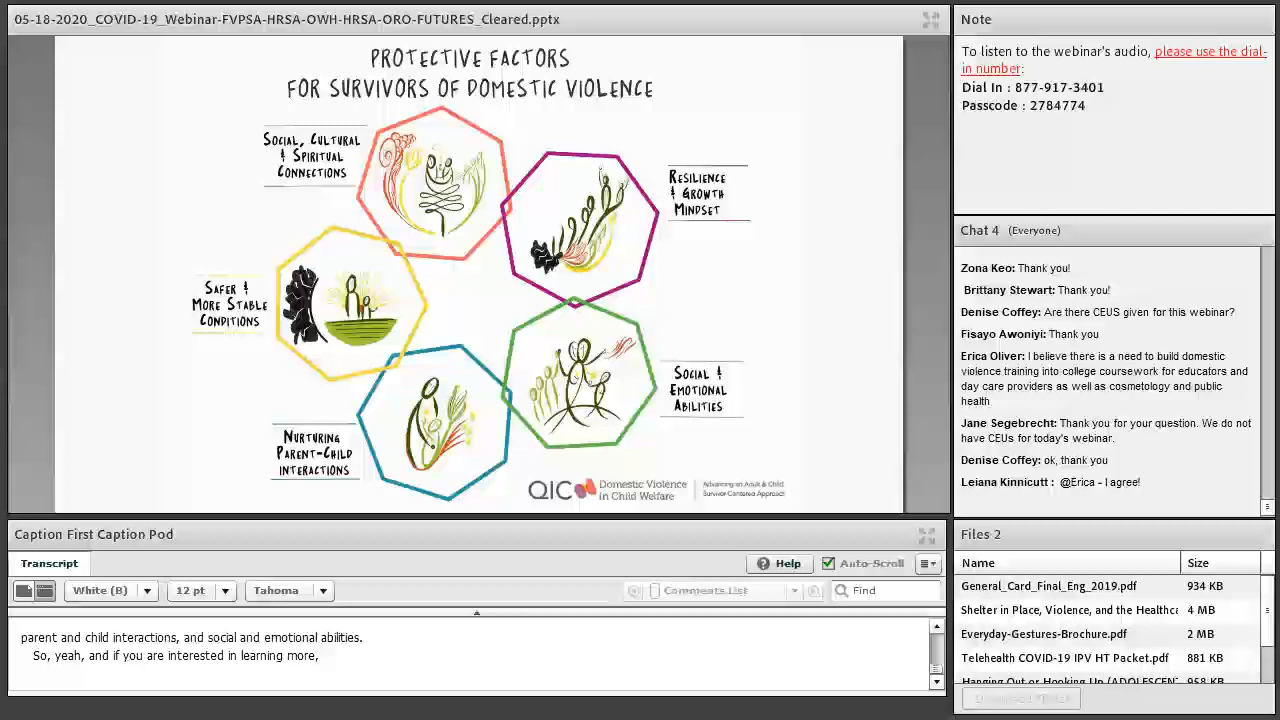 05-18-2020_COVID-19_Webinar-FVPSA-HRSA-OWH-HRSA-ORO-FUTURES_Cleared.pptx
PROTECTIVE FACTORS
FOR SURVIVORS OF DOMESTIC VIOLENCE
SOCIAL, CULTURAL
& SPIRITUAL
CONNECTIONS
RESILIENCE
& GROWTH
MINDSET
SAFER &
MORE STABLE
CONDITIONS
SOCIAL &
EMOTIONAL
ABILITIES
NURTURING
PARENT-CHILD
INTERACTIONS
QIC Domestic Violence
in Child Welfare
Advancing an Adult & Child
Survivor-Centered Approach
Caption First Caption Pod
Transcript
Help
Auto-Scroll
White (B)
12 pt
Tahoma
Comments List
Find
parent and child interactions, and social and emotional abilities.
So, yeah, and if you are interested in learning more,
Note
To listen to the webinar's audio, please use the dial-
in number:
Dial In : 877-917-3401
Passcode : 2784774
Chat 4 (Everyone)
Zona Keo: Thank you!
Brittany Stewart: Thank you!
Denise Coffey: Are there CEUS given for this webinar?
Fisayo Awoniyi: Thank you
Erica Oliver: I believe there is a need to build domestic
violence training into college coursework for educators and
day care providers as well as cosmetology and public
health
Jane Segebrecht: Thank you for your question. We do not
have CEUs for today's webinar.
Denise Coffey: ok, thank you
Leiana Kinnicutt : @Erica - I agree!
Files 2
Name Size
General_Card_Final_Eng_2019.pdf 934 KB
Shelter in Place, Violence, and the Healthca 4 MB
Everyday-Gestures-Brochure.pdf 2 MB
Telehealth COVID-19 IPV HT Packet.pdf 881 KB
Hanging Out or Hooking Up (ADOLESCEN 958 KB